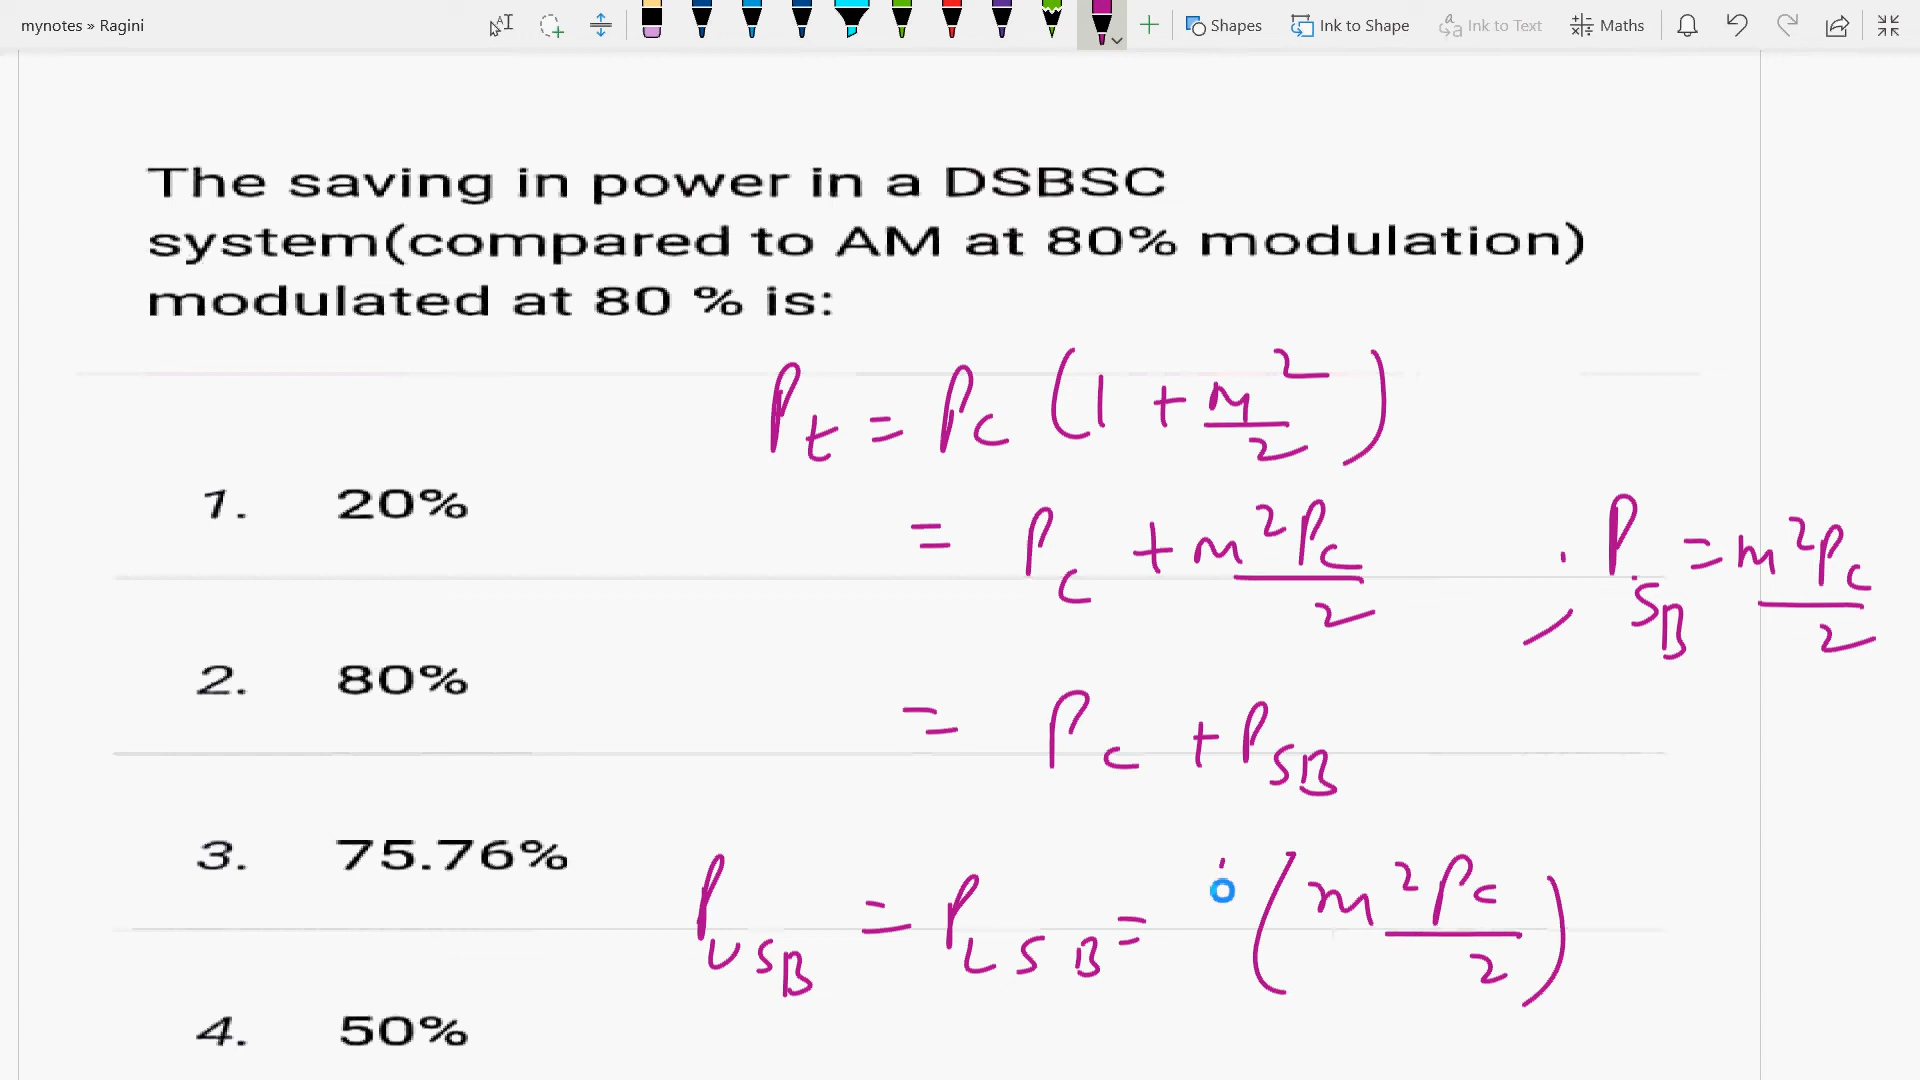 mynotes » Ragini
Shapes
Ink to Shape
Ink to Text
Maths
The saving in power in a DSBSC
system(compared to AM at 80% modulation)
modulated at 80 % is:
Pt = Pc (1 + m²/2)
1. 20%
= Pc + m²Pc/2 ; PSB = m²Pc/2
2. 80%
= Pc + PSB
3. 75.76%
PUSB = PLSB = (m²Pc/2)
4. 50%